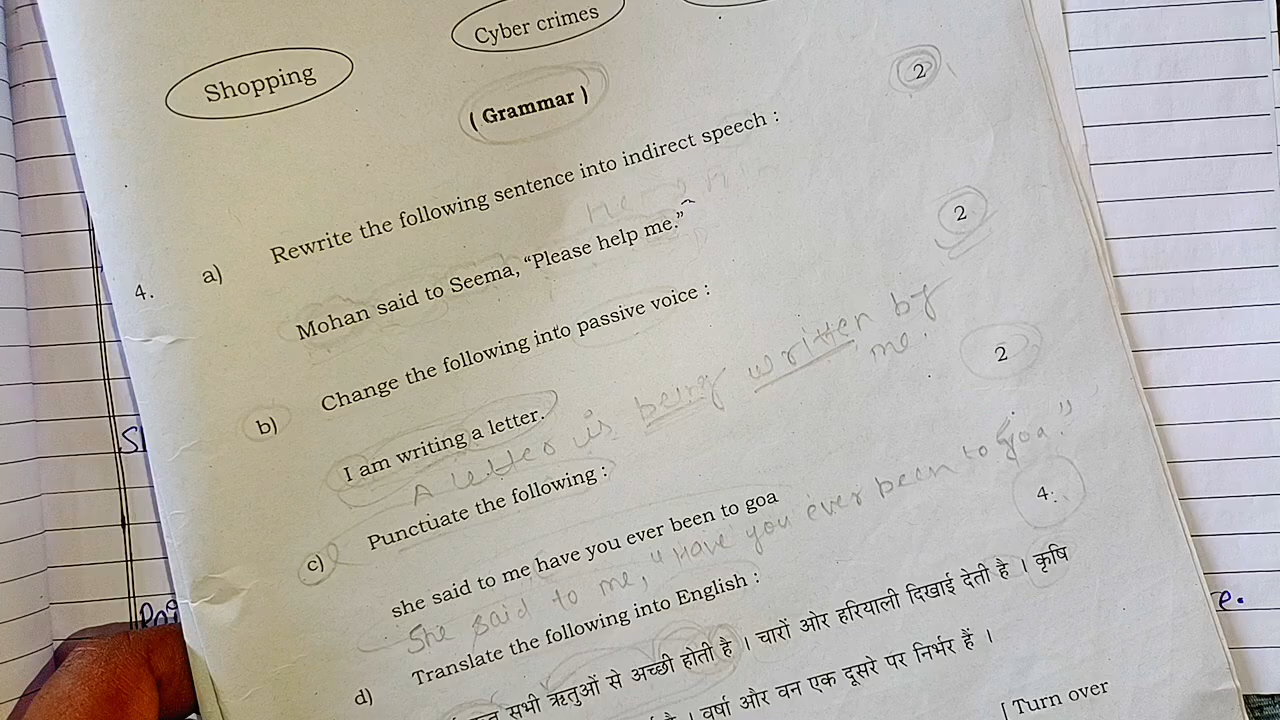 Cyber crimes
Shopping
( Grammar )
2
4. a) Rewrite the following sentence into indirect speech :
Mohan said to Seema, “Please help me.”
2
b) Change the following into passive voice :
I am writing a letter.
A letter is being written by
me.
2
c) Punctuate the following :
she said to me have you ever been to goa
She said to me, "Have you ever been to Goa."
4
d) Translate the following into English :
सभी ऋतुओं से अच्छी होती है । चारों ओर हरियाली दिखाई देती है । कृषि
। वर्षा और वन एक दूसरे पर निर्भर हैं ।
[ Turn over
e.